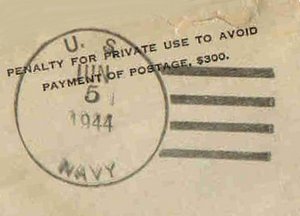 U. S.
PENALTY FOR PRIVATE USE TO AVOID
PAYMENT OF POSTAGE, $300.
JUN
5
1944
NAVY